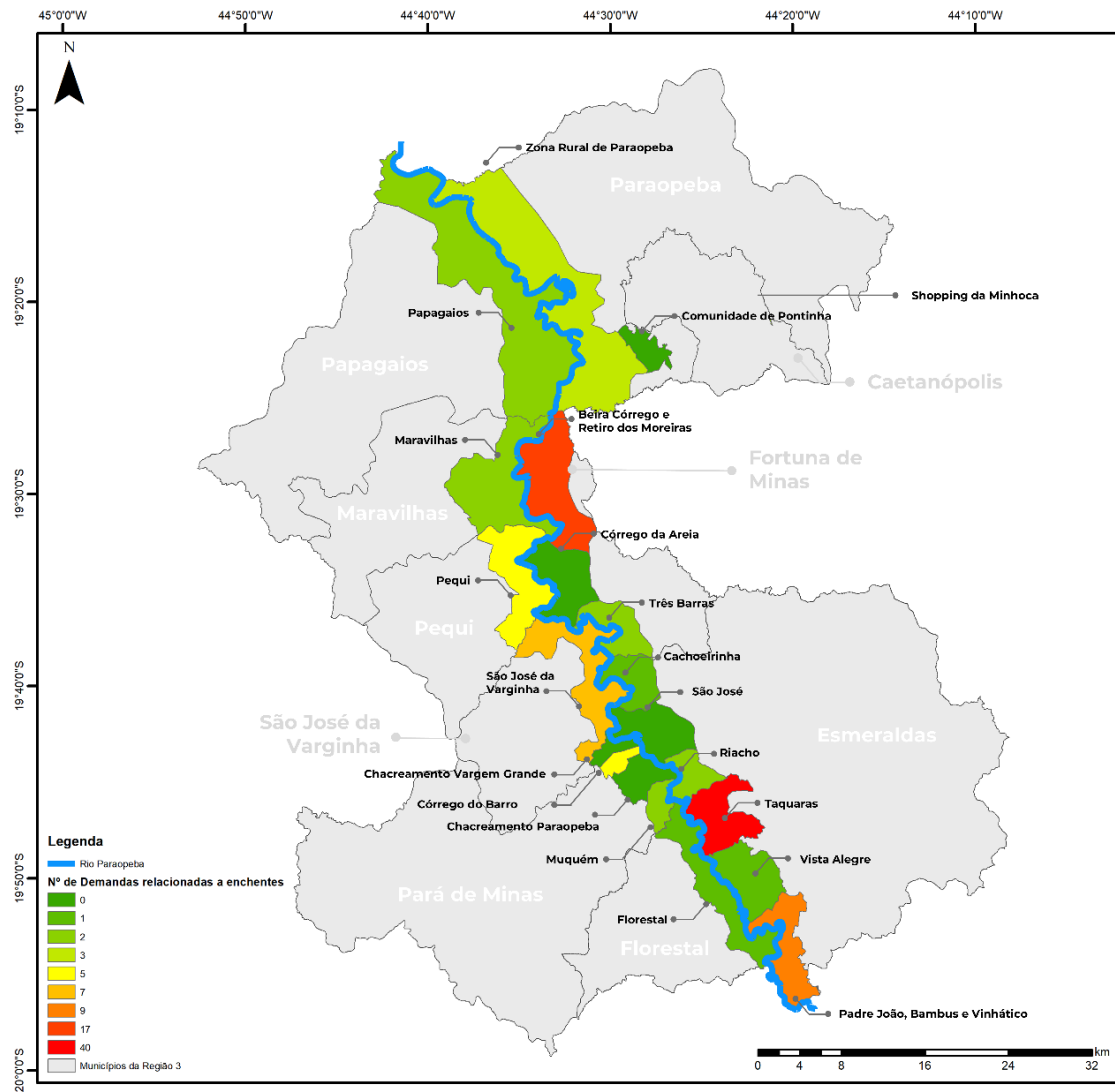 45°0'0"W 44°50'0"W 44°40'0"W 44°30'0"W 44°20'0"W 44°10'0"W
N
19°10'0"S
19°20'0"S
19°30'0"S
19°40'0"S
19°50'0"S
20°0'0"S
Zona Rural de Paraopeba
Paraopeba
Shopping da Minhoca
Papagaios
Comunidade de Pontinha
Papagaios
Caetanópolis
Beira Córrego e
Retiro dos Moreiras
Maravilhas
Fortuna de
Minas
Maravilhas
Córrego da Areia
Pequi
Três Barras
Pequi
Cachoeirinha
São José da
Varginha
São José
São José da
Varginha
Esmeraldas
Riacho
Chacreamento Vargem Grande
Córrego do Barro
Taquaras
Chacreamento Paraopeba
Muquém
Vista Alegre
Pará de Minas
Florestal
Florestal
Padre João, Bambus e Vinhático
Legenda
Rio Paraopeba
Nº de Demandas relacionadas a enchentes
0
1
2
3
5
7
9
17
40
Municípios da Região 3
km
0 4 8 16 24 32